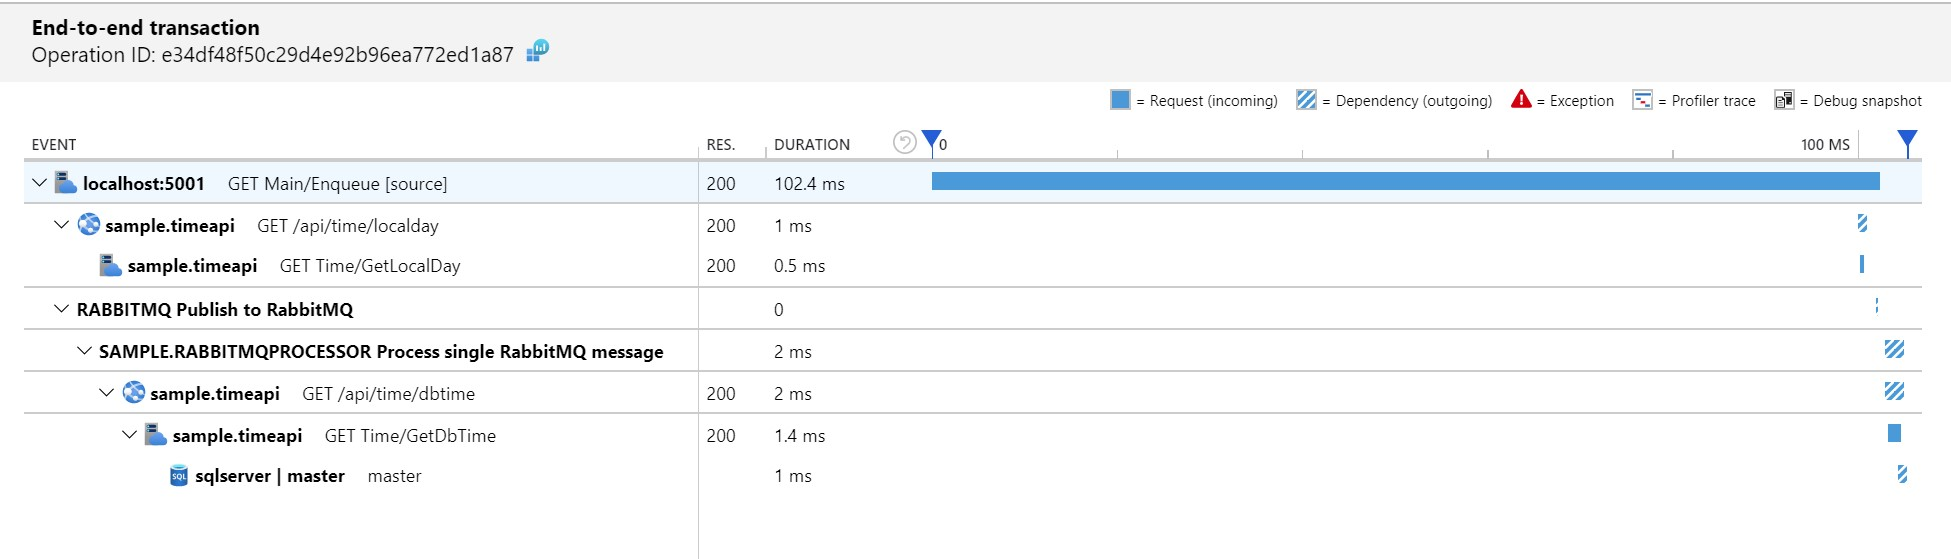 End-to-end transaction
Operation ID: e34df48f50c29d4e92b96ea772ed1a87
= Request (incoming) = Dependency (outgoing) = Exception = Profiler trace = Debug snapshot
EVENT RES. DURATION 0 100 MS
localhost:5001 GET Main/Enqueue [source] 200 102.4 ms
sample.timeapi GET /api/time/localday 200 1 ms
sample.timeapi GET Time/GetLocalDay 200 0.5 ms
RABBITMQ Publish to RabbitMQ 0
SAMPLE.RABBITMQPROCESSOR Process single RabbitMQ message 2 ms
sample.timeapi GET /api/time/dbtime 200 2 ms
sample.timeapi GET Time/GetDbTime 200 1.4 ms
SQL sqlserver | master master 1 ms